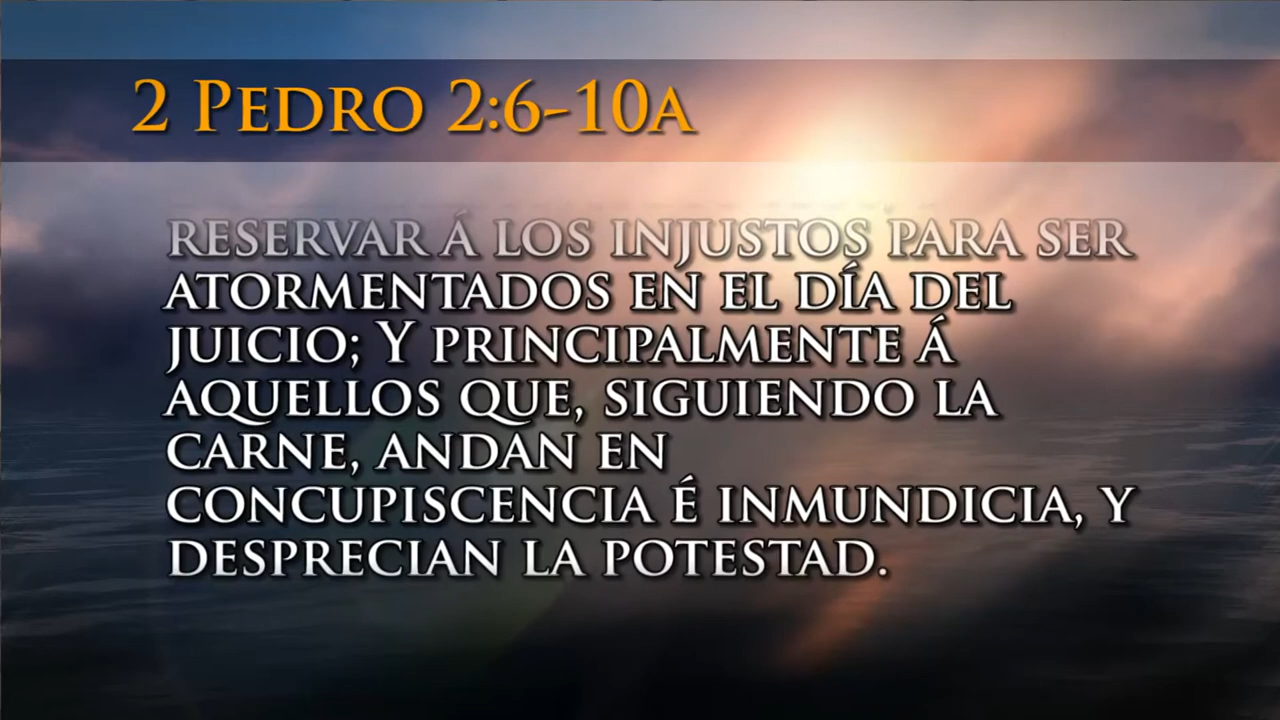 2 Pedro 2:6-10a
reservar á los injustos para ser
atormentados en el día del
juicio; Y principalmente á
aquellos que, siguiendo la
carne, andan en
concupiscencia é inmundicia, y
desprecian la potestad.